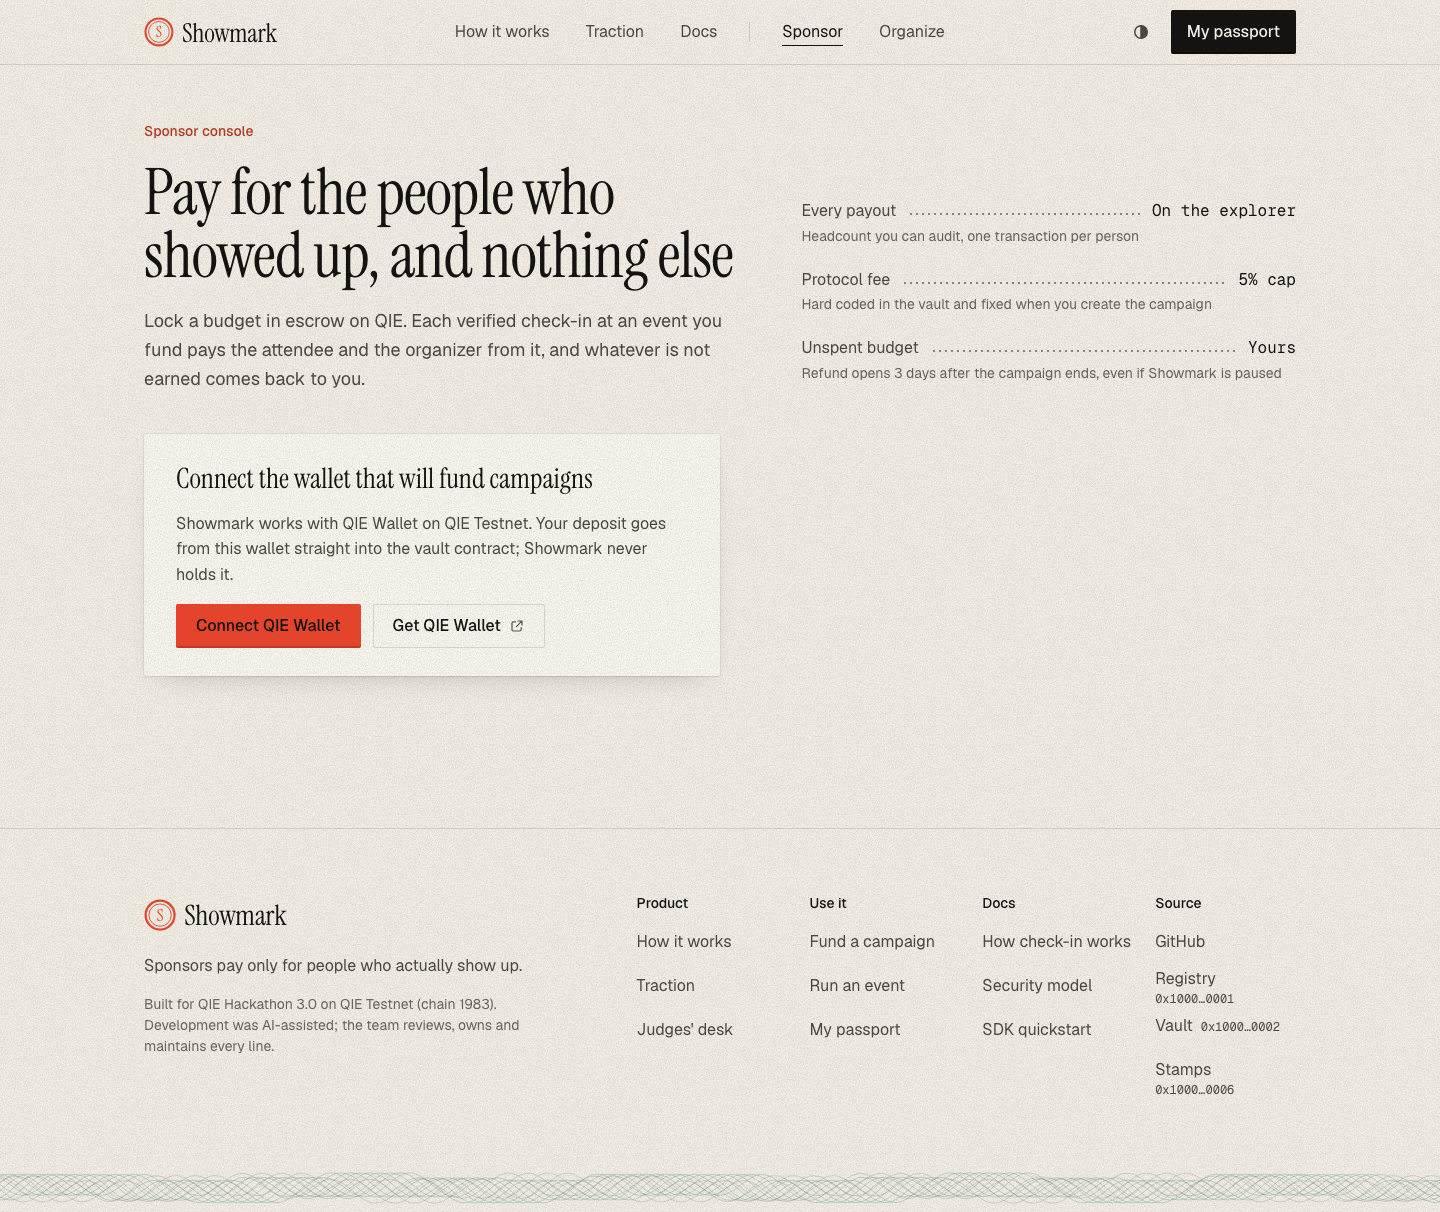 S Showmark
How it works
Traction
Docs
Sponsor
Organize
My passport
Sponsor console
Pay for the people who
showed up, and nothing else
Lock a budget in escrow on QIE. Each verified check-in at an event you
fund pays the attendee and the organizer from it, and whatever is not
earned comes back to you.
Every payout On the explorer
Headcount you can audit, one transaction per person
Protocol fee 5% cap
Hard coded in the vault and fixed when you create the campaign
Unspent budget Yours
Refund opens 3 days after the campaign ends, even if Showmark is paused
Connect the wallet that will fund campaigns
Showmark works with QIE Wallet on QIE Testnet. Your deposit goes
from this wallet straight into the vault contract; Showmark never
holds it.
Connect QIE Wallet
Get QIE Wallet
S Showmark
Sponsors pay only for people who actually show up.
Built for QIE Hackathon 3.0 on QIE Testnet (chain 1983).
Development was AI-assisted; the team reviews, owns and
maintains every line.
Product
How it works
Traction
Judges' desk
Use it
Fund a campaign
Run an event
My passport
Docs
How check-in works
Security model
SDK quickstart
Source
GitHub
Registry
0x1000…0001
Vault 0x1000…0002
Stamps
0x1000…0006